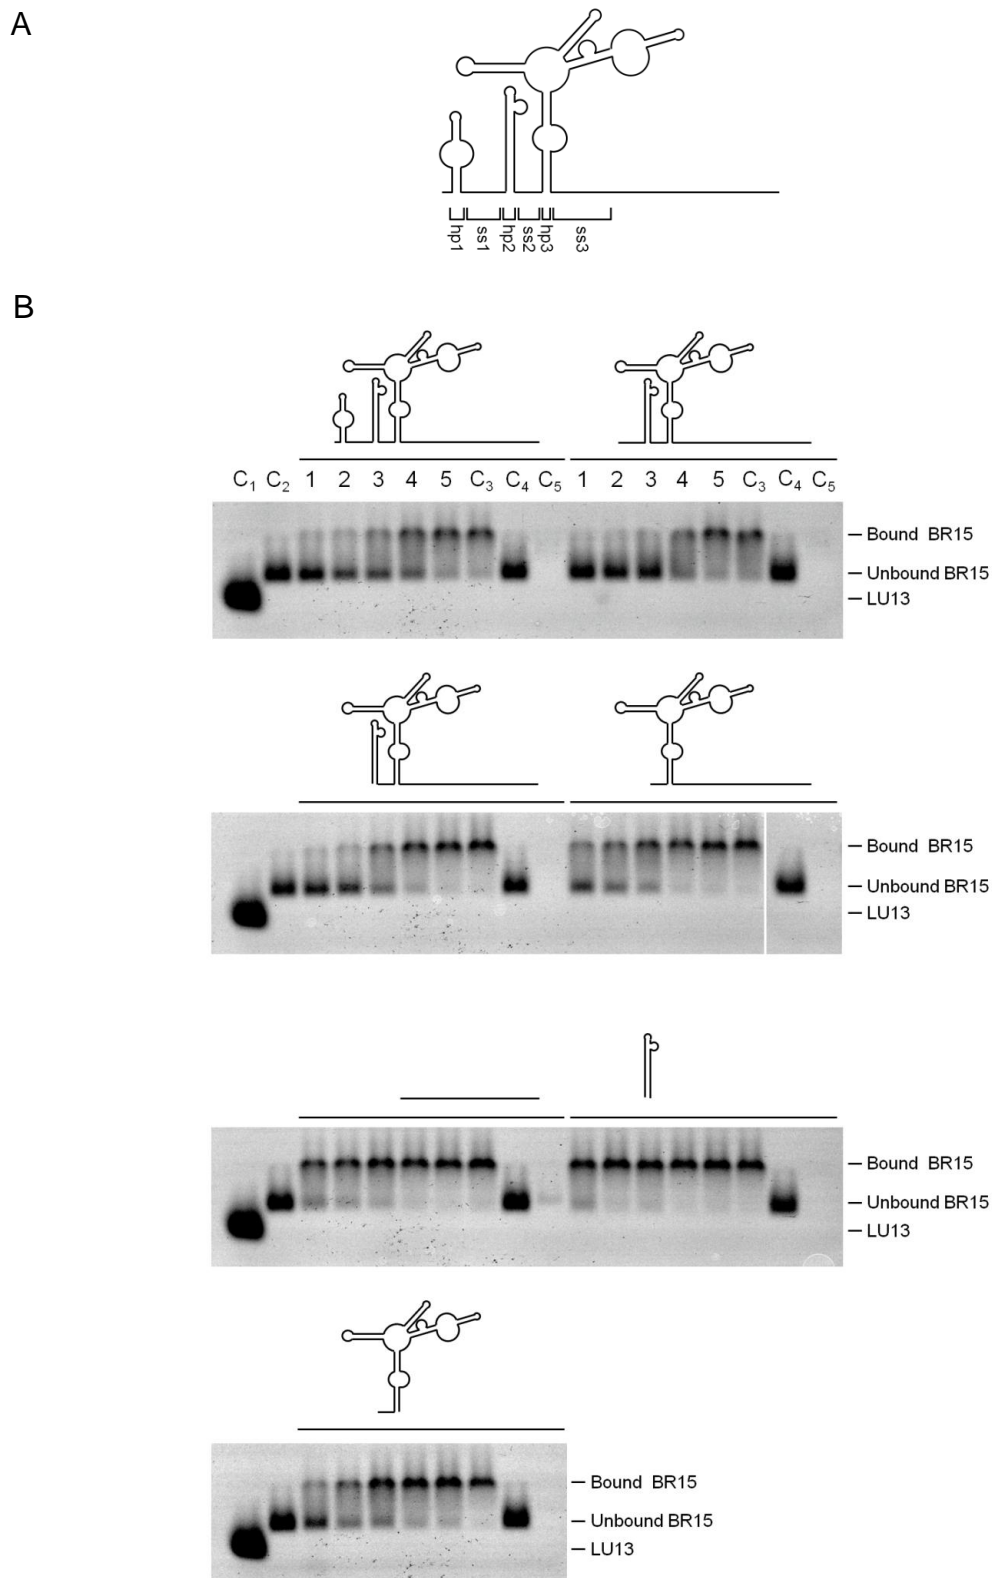 A
hp1 ss1 hp2 ss2 hp3 ss3
B
C₁ C₂ 1 2 3 4 5 C₃ C₄ C₅ 1 2 3 4 5 C₃ C₄ C₅
Bound BR15
Unbound BR15
LU13
Bound BR15
Unbound BR15
LU13
Bound BR15
Unbound BR15
LU13
Bound BR15
Unbound BR15
LU13